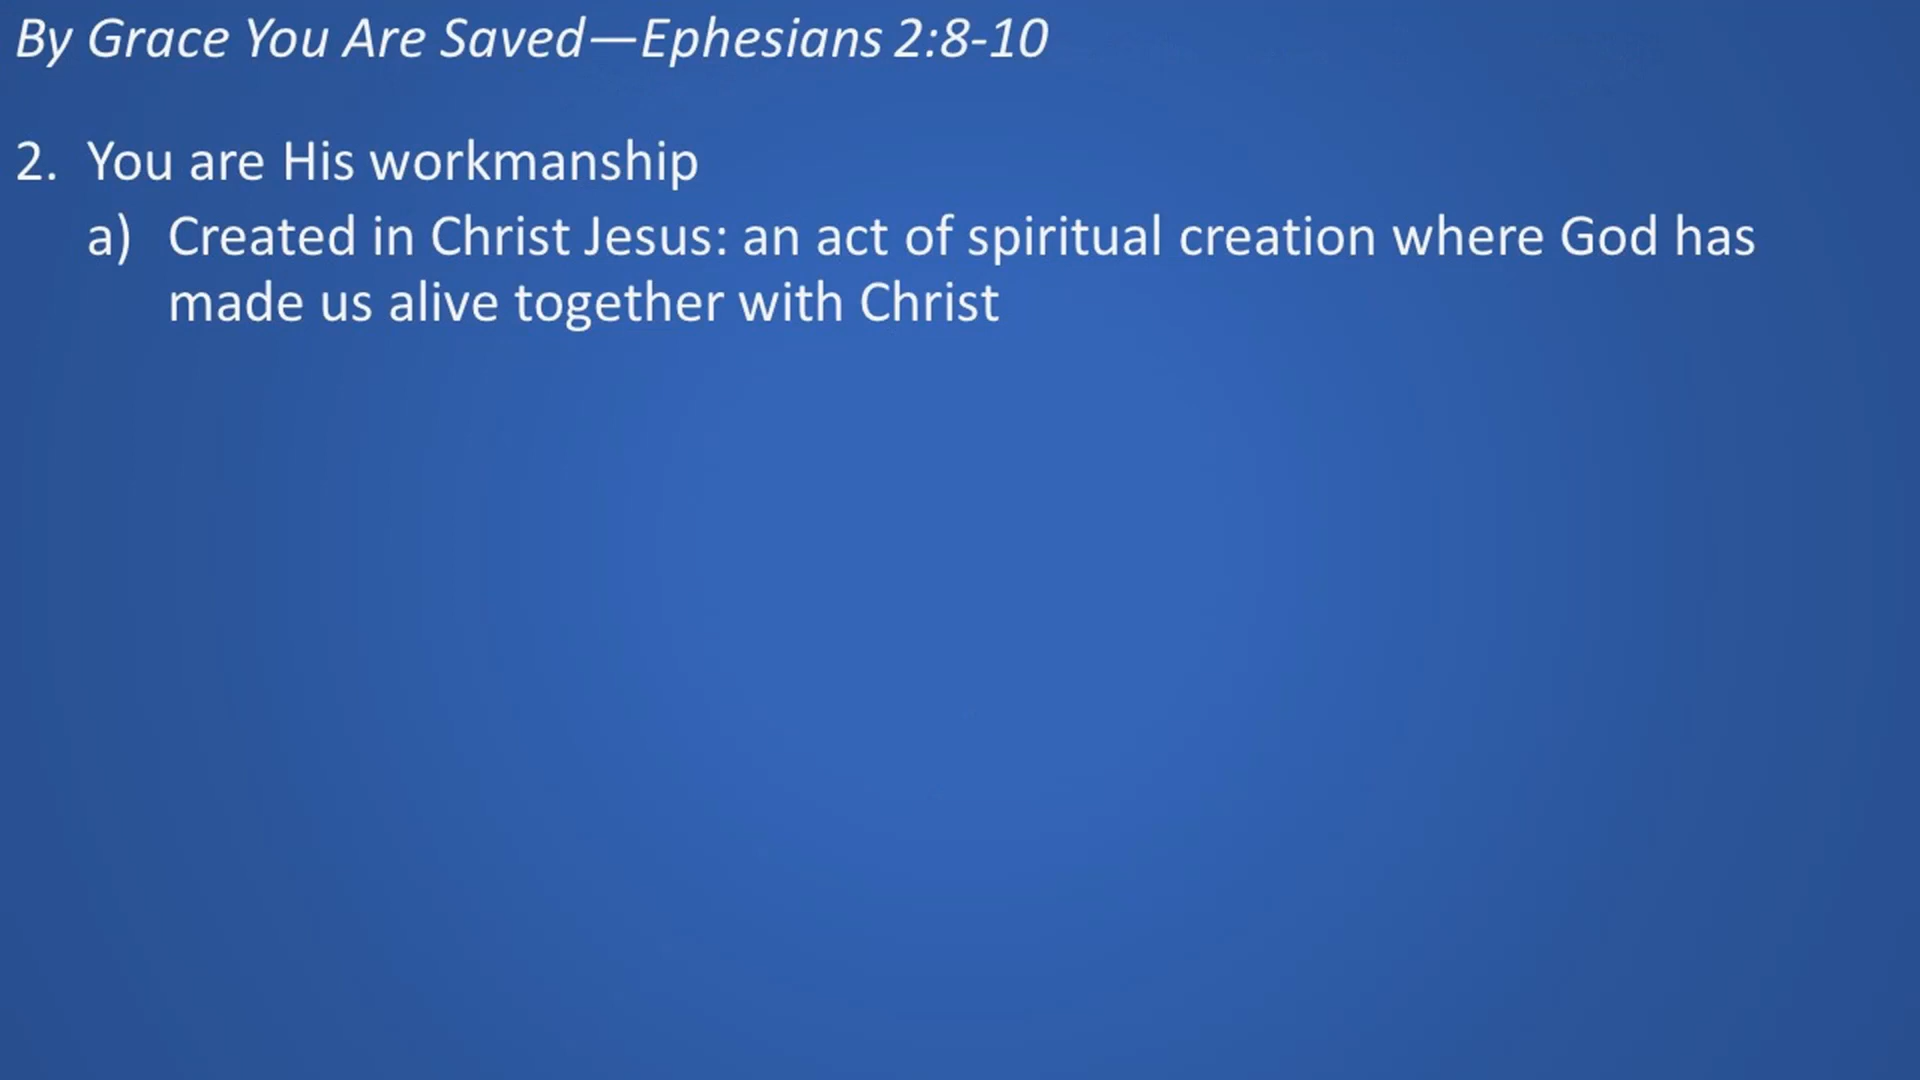 By Grace You Are Saved—Ephesians 2:8-10
2. You are His workmanship
a) Created in Christ Jesus: an act of spiritual creation where God has
made us alive together with Christ